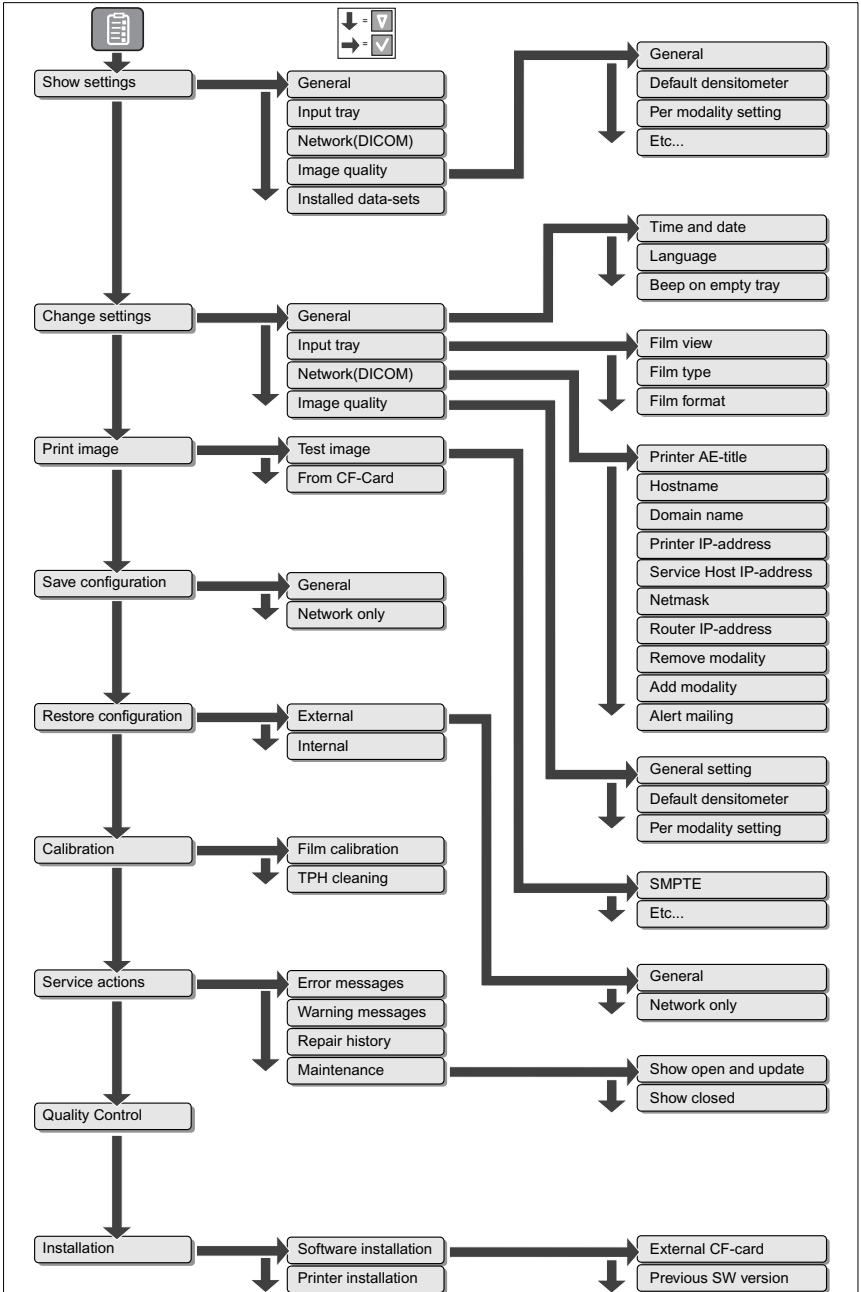 =
=
Show settings
General
Input tray
Network(DICOM)
Image quality
Installed data-sets
General
Default densitometer
Per modality setting
Etc...
Change settings
General
Input tray
Network(DICOM)
Image quality
Time and date
Language
Beep on empty tray
Film view
Film type
Film format
Printer AE-title
Hostname
Domain name
Printer IP-address
Service Host IP-address
Netmask
Router IP-address
Remove modality
Add modality
Alert mailing
General setting
Default densitometer
Per modality setting
Print image
Test image
From CF-Card
SMPTE
Etc...
Save configuration
General
Network only
Restore configuration
External
Internal
General
Network only
Calibration
Film calibration
TPH cleaning
Service actions
Error messages
Warning messages
Repair history
Maintenance
Show open and update
Show closed
Quality Control
Installation
Software installation
Printer installation
External CF-card
Previous SW version